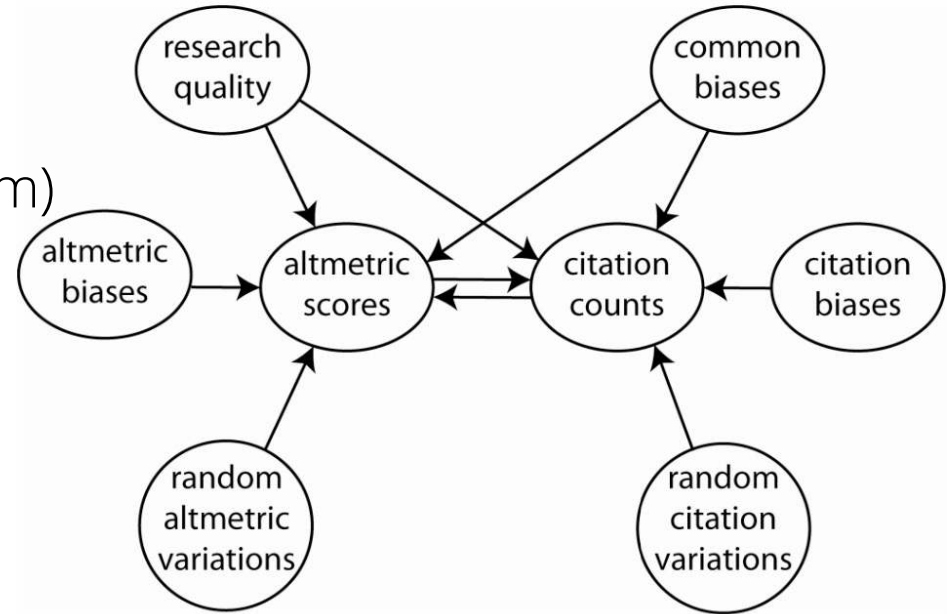 research
quality
common
biases
m)
altmetric
biases
altmetric
scores
citation
counts
citation
biases
random
altmetric
variations
random
citation
variations